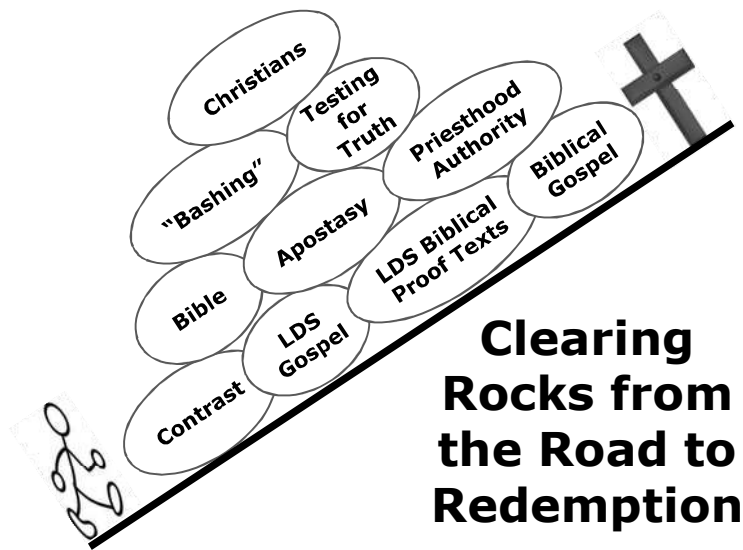 Christians
Testing
for
Truth
Priesthood
Authority
Biblical
Gospel
“Bashing”
Apostasy
LDS Biblical
Proof Texts
Bible
LDS
Gospel
Contrast
Clearing
Rocks from
the Road to
Redemption